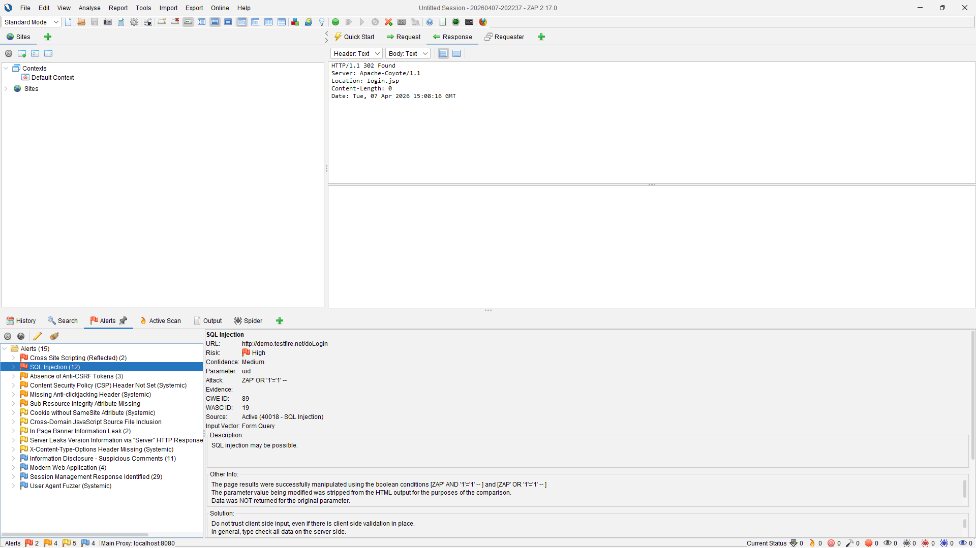 File Edit View Analyse Report Tools Import Export Online Help
Untitled Session - 20260407-202237 - ZAP 2.17.0
Standard Mode
Sites
Quick Start Request Response Requester
Header: Text Body: Text
Contexts
Default Context
Sites
HTTP/1.1 302 Found
Server: Apache-Coyote/1.1
Location: login.jsp
Content-Length: 0
Date: Tue, 07 Apr 2026 15:08:16 GMT
History Search Alerts Active Scan Output Spider
Alerts (15)
Cross Site Scripting (Reflected) (2)
SQL Injection (12)
Absence of Anti-CSRF Tokens (3)
Content Security Policy (CSP) Header Not Set (Systemic)
Missing Anti-clickjacking Header (Systemic)
Sub Resource Integrity Attribute Missing
Cookie without SameSite Attribute (Systemic)
Cross-Domain JavaScript Source File Inclusion
In Page Banner Information Leak (2)
Server Leaks Version Information via "Server" HTTP Response
X-Content-Type-Options Header Missing (Systemic)
Information Disclosure - Suspicious Comments (11)
Modern Web Application (4)
Session Management Response Identified (29)
User Agent Fuzzer (Systemic)
SQL Injection
URL: http://demo.testfire.net/doLogin
Risk: High
Confidence: Medium
Parameter: uid
Attack: ZAP' OR '1'='1' --
Evidence:
CWE ID: 89
WASC ID: 19
Source: Active (40018 - SQL Injection)
Input Vector: Form Query
Description
SQL injection may be possible.
Other Info:
The page results were successfully manipulated using the boolean conditions [ZAP' AND '1'='1' -- ] and [ZAP' OR '1'='1' -- ]
The parameter value being modified was stripped from the HTML output for the purposes of the comparison.
Data was NOT returned for the original parameter.
Solution:
Do not trust client side input, even if there is client side validation in place.
In general, type check all data on the server side.
Alerts 2 4 5 4 Main Proxy: localhost:8080
Current Status 0 0 0 0 0 0 0 0 0 0